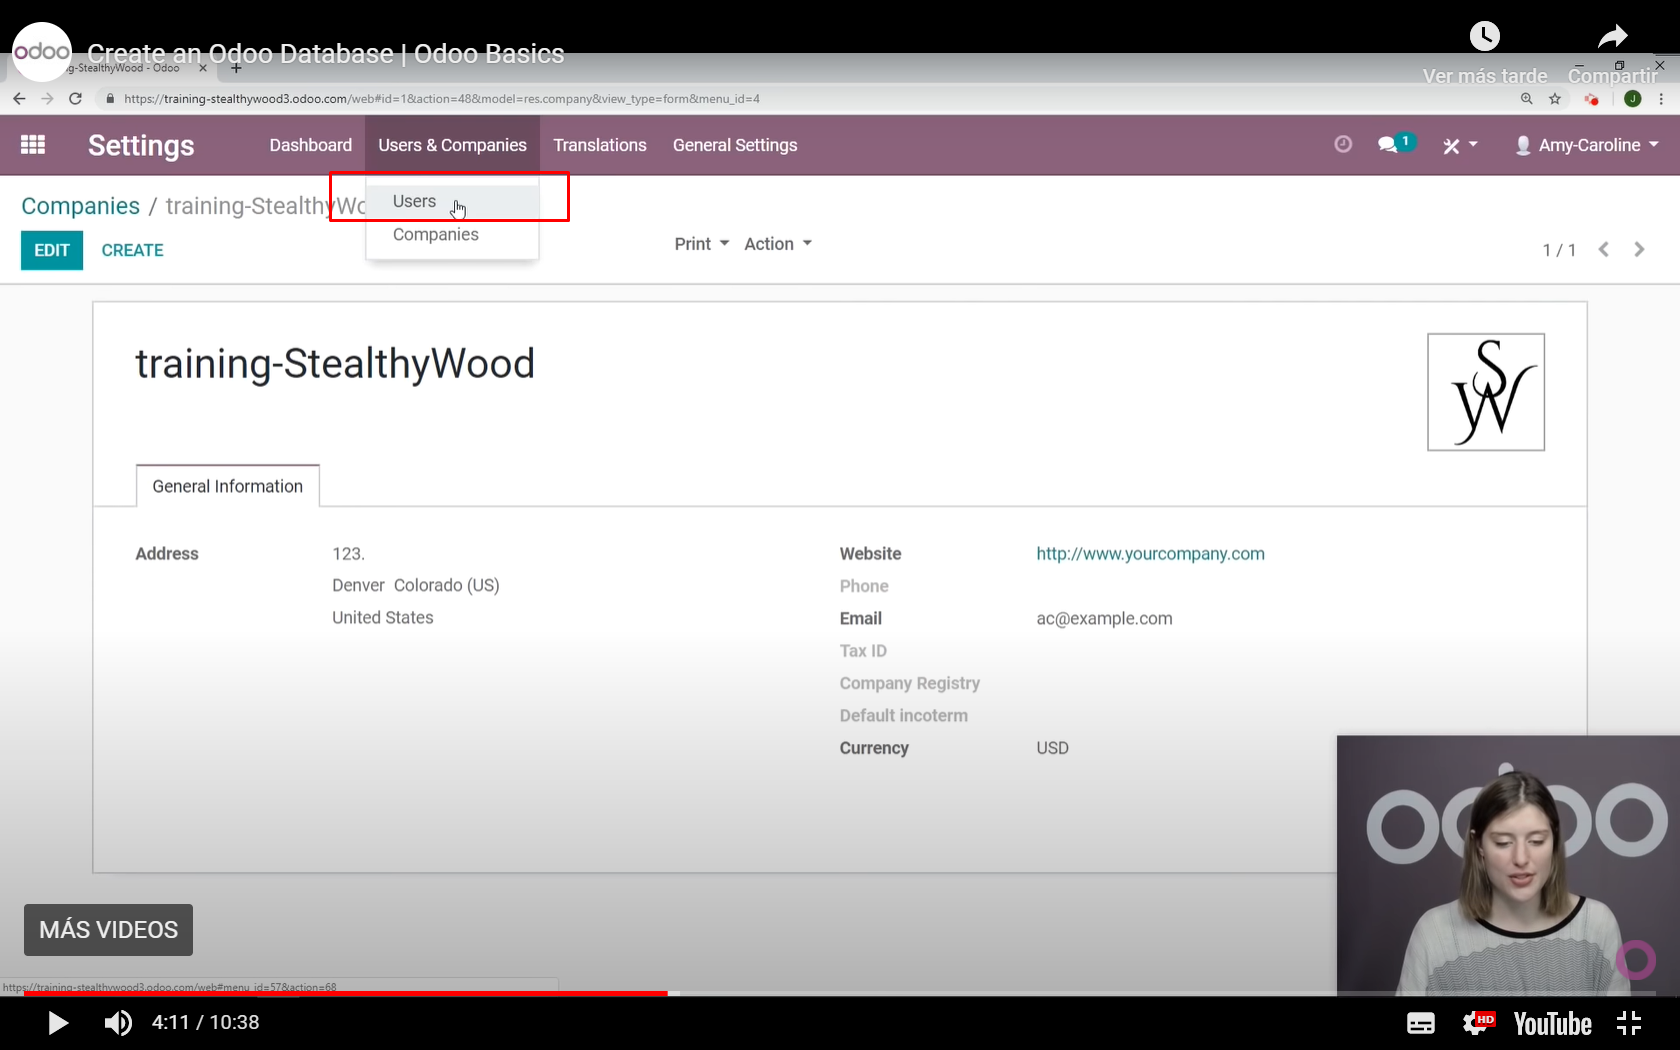 odoo
Create an Odoo Database | Odoo Basics
Ver más tarde
Compartir
g-StealthyWood - Odoo
https://training-stealthywood3.odoo.com/web#id=1&action=48&model=res.company&view_type=form&menu_id=4
J
Settings
Dashboard
Users & Companies
Translations
General Settings
1
Amy-Caroline
Companies / training-StealthyWo
Users
Companies
EDIT
CREATE
Print
Action
1 / 1
training-StealthyWood
SW
General Information
Address
123.
Denver Colorado (US)
United States
Website
http://www.yourcompany.com
Phone
Email
ac@example.com
Tax ID
Company Registry
Default incoterm
Currency
USD
odoo
MÁS VIDEOS
https://training-stealthywood3.odoo.com/web#menu_id=57&action=68
4:11 / 10:38
HD
YouTube